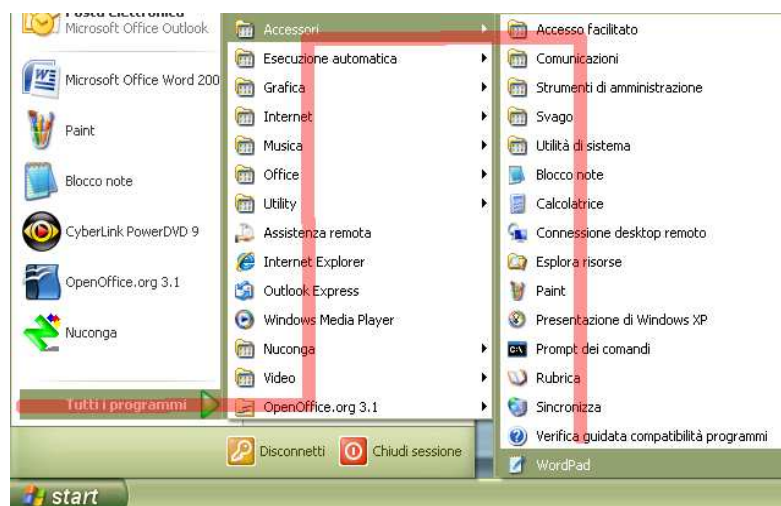 Posta elettronica
Microsoft Office Outlook
Microsoft Office Word 200
Paint
Blocco note
CyberLink PowerDVD 9
OpenOffice.org 3.1
Nuconga
Tutti i programmi
Accessori
Esecuzione automatica
Grafica
Internet
Musica
Office
Utility
Assistenza remota
Internet Explorer
Outlook Express
Windows Media Player
Nuconga
Video
OpenOffice.org 3.1
Accesso facilitato
Comunicazioni
Strumenti di amministrazione
Svago
Utilità di sistema
Blocco note
Calcolatrice
Connessione desktop remoto
Esplora risorse
Paint
Presentazione di Windows XP
Prompt dei comandi
Rubrica
Sincronizza
Verifica guidata compatibilità programmi
WordPad
Disconnetti
Chiudi sessione
start